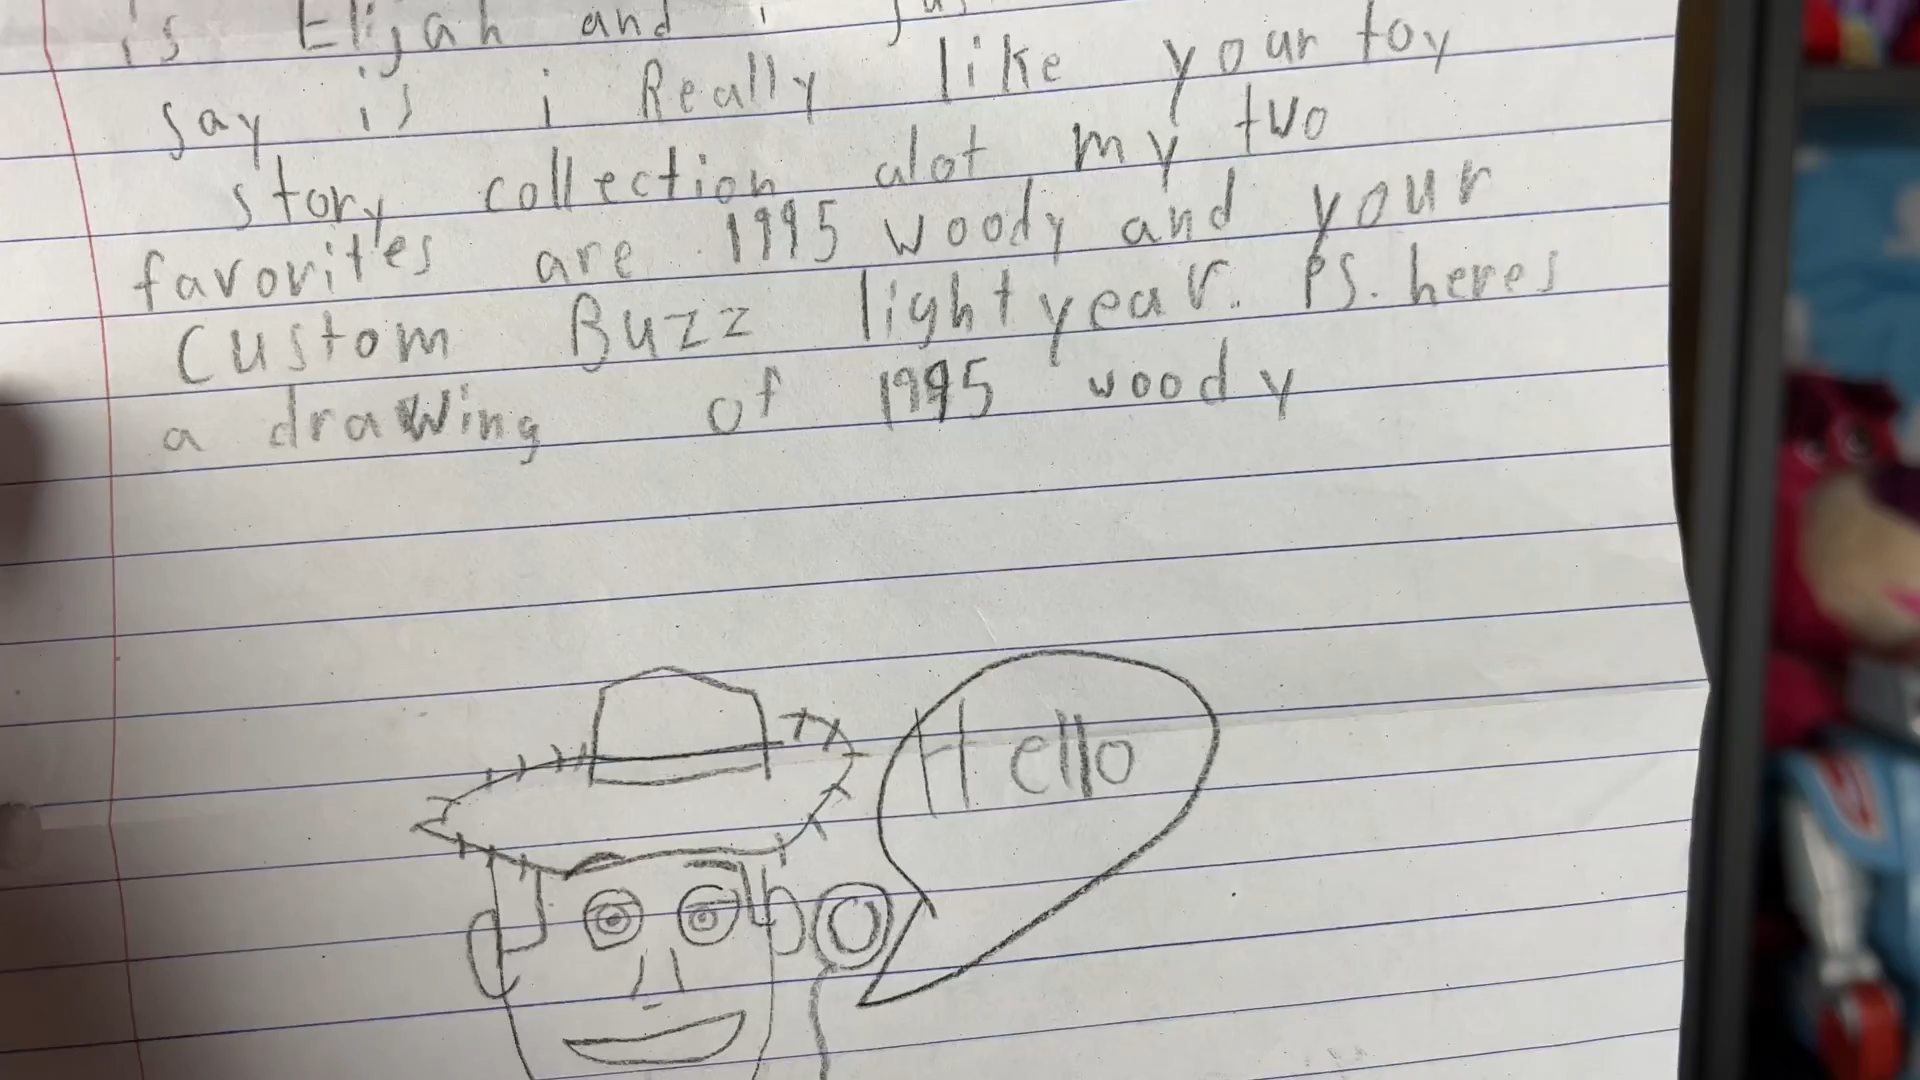 is Elijah and i
say is i Really like your toy
story collection alot my two
favorites are 1995 woody and your
Custom Buzz lightyear. PS. heres
a drawing of 1995 woody
Hello